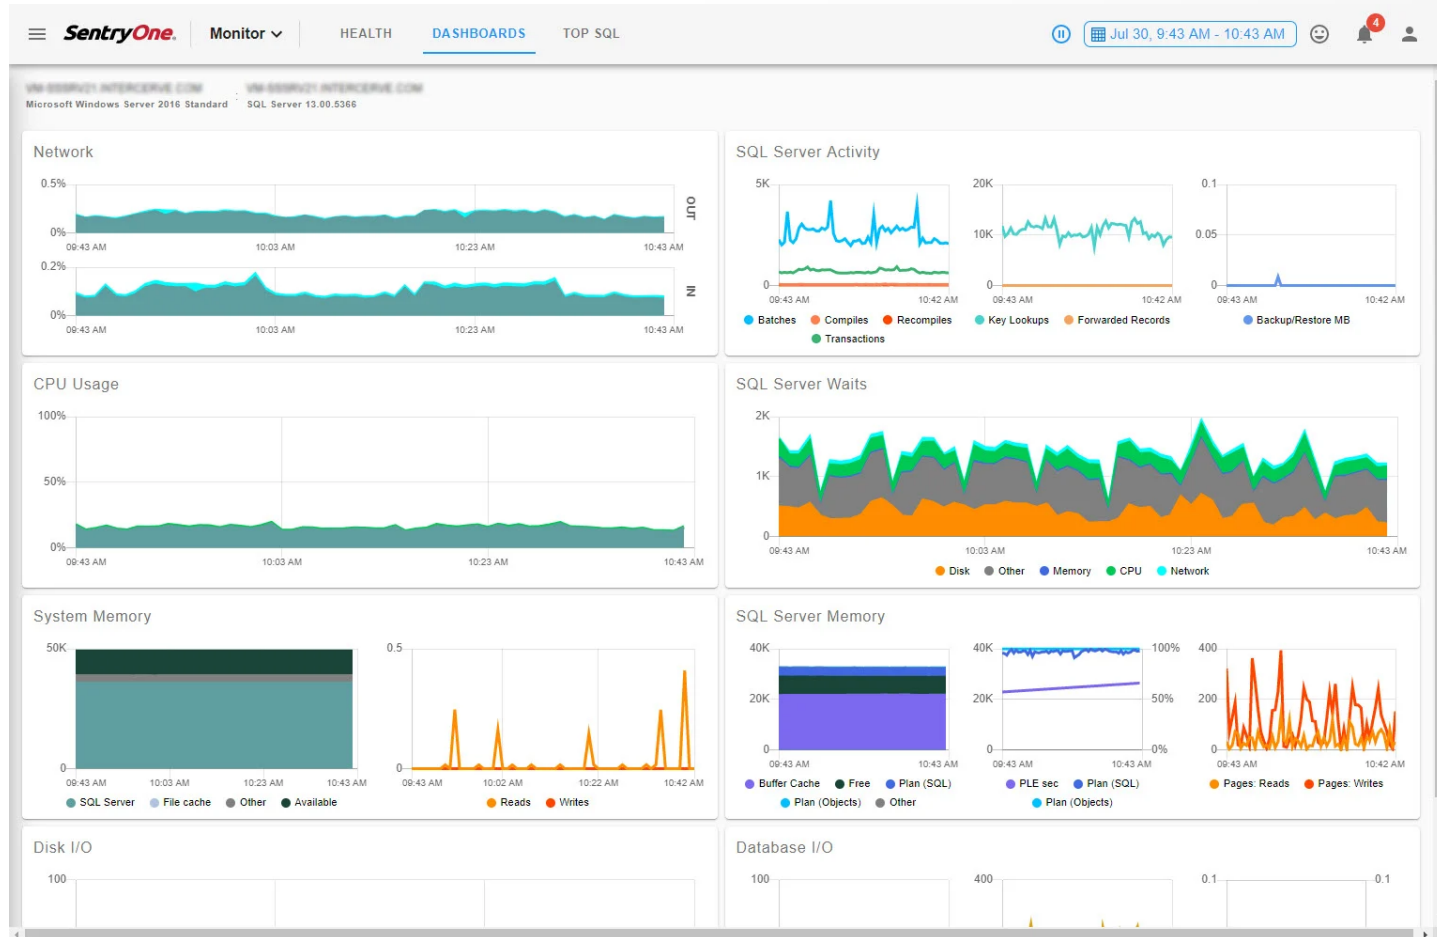 SentryOne.
Monitor
HEALTH
DASHBOARDS
TOP SQL
Jul 30, 9:43 AM - 10:43 AM
4
VM-SSSRV21.INTERCERVE.COM
:
VM-SSSRV21.INTERCERVE.COM
Microsoft Windows Server 2016 Standard
SQL Server 13.00.5366
Network
0.5%
0%
09:43 AM
10:03 AM
10:23 AM
10:43 AM
OUT
0.2%
0%
09:43 AM
10:03 AM
10:23 AM
10:43 AM
IN
SQL Server Activity
5K
0
09:43 AM
10:42 AM
Batches
Compiles
Recompiles
Transactions
20K
10K
0
09:43 AM
10:42 AM
Key Lookups
Forwarded Records
0.1
0.05
0
09:43 AM
10:42 AM
Backup/Restore MB
CPU Usage
100%
50%
0%
09:43 AM
10:03 AM
10:23 AM
10:43 AM
SQL Server Waits
2K
1K
0
09:43 AM
10:03 AM
10:23 AM
10:43 AM
Disk
Other
Memory
CPU
Network
System Memory
50K
0
09:43 AM
10:03 AM
10:23 AM
10:43 AM
SQL Server
File cache
Other
Available
0.5
0
09:43 AM
10:02 AM
10:22 AM
10:42 AM
Reads
Writes
SQL Server Memory
40K
20K
0
09:43 AM
10:43 AM
Buffer Cache
Free
Plan (SQL)
Plan (Objects)
Other
40K
20K
0
100%
50%
0%
09:43 AM
10:43 AM
PLE sec
Plan (SQL)
Plan (Objects)
400
200
0
09:43 AM
10:42 AM
Pages: Reads
Pages: Writes
Disk I/O
100
Database I/O
100
400
0.1
0.1